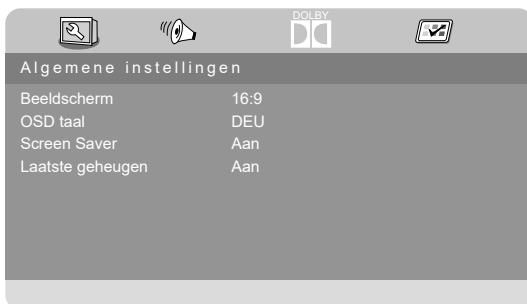 DOLBY
Algemene instellingen
Beeldscherm 16:9
OSD taal DEU
Screen Saver Aan
Laatste geheugen Aan